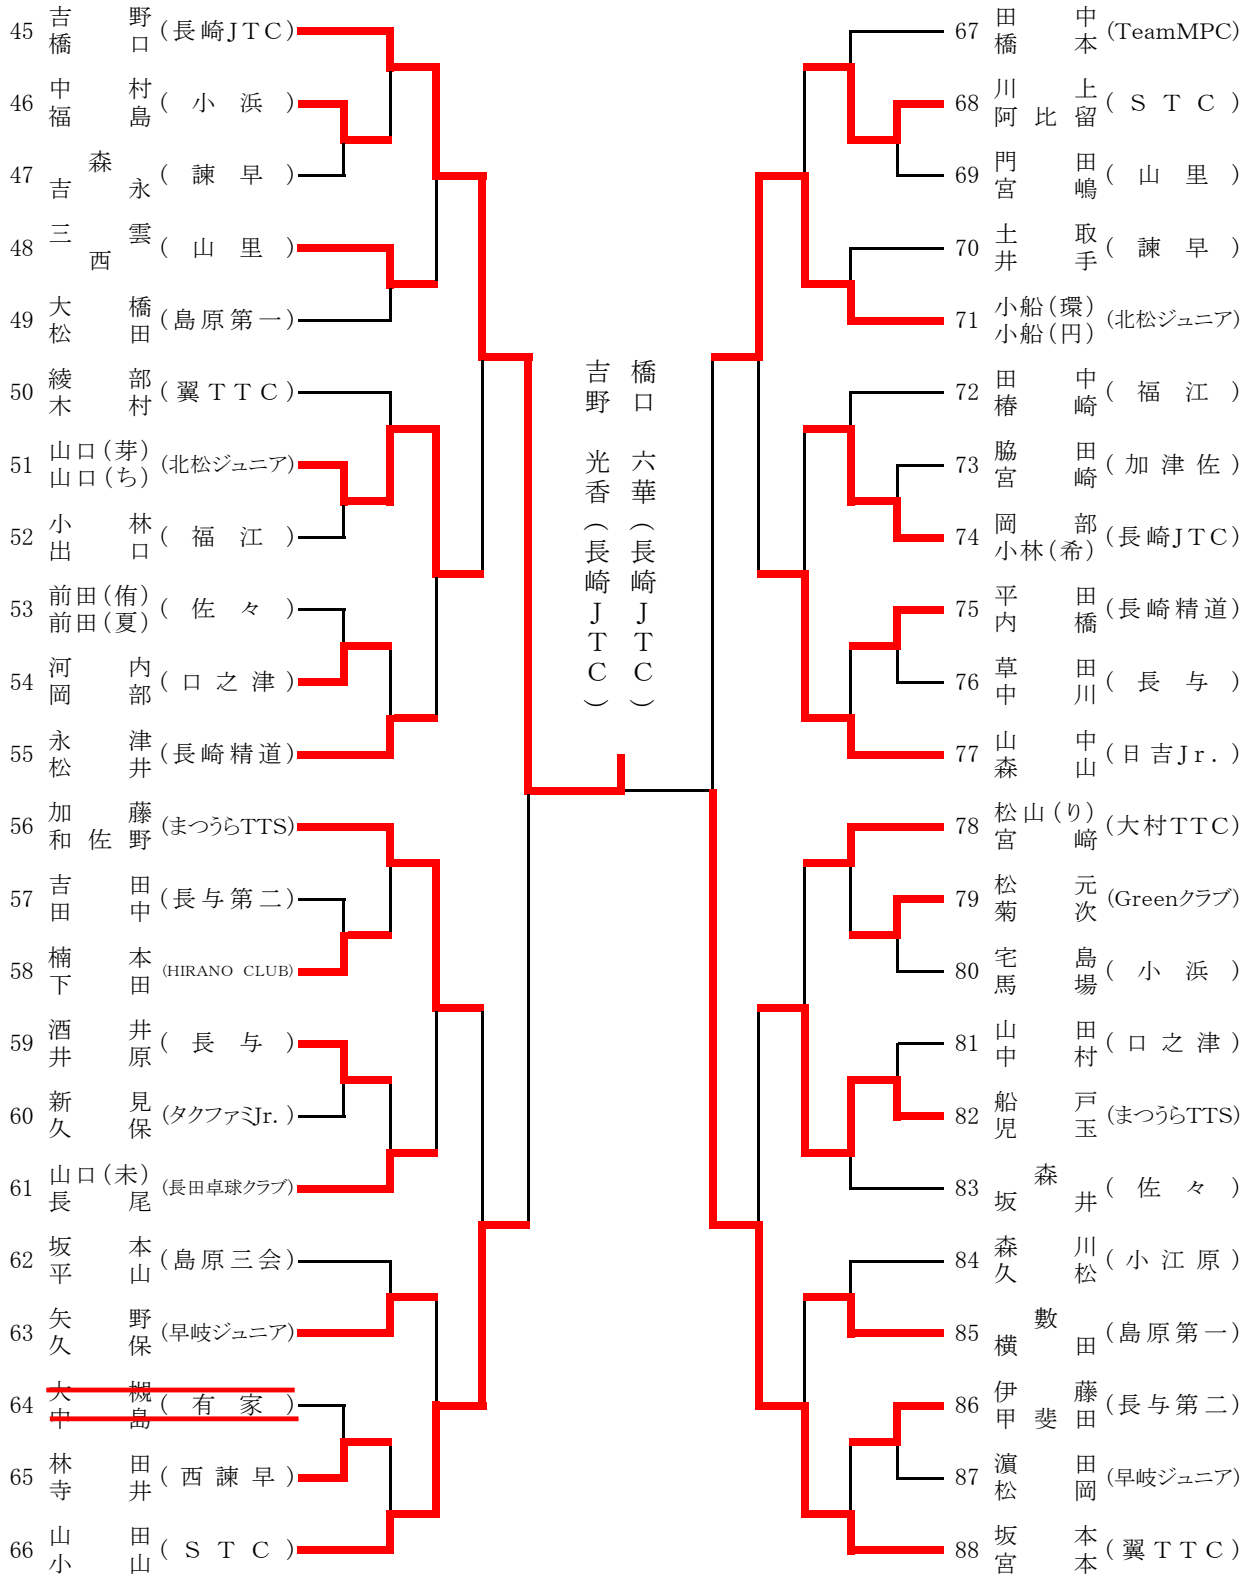 45 吉野 橋口 (長崎JTC)
46 中村 福島 (小浜)
47 森 吉永 (諫早)
48 三雲 西 (山里)
49 大橋 松田 (島原第一)
50 綾部 木村 (翼TTC)
51 山口(芽) 山口(ち) (北松ジュニア)
52 小林 出口 (福江)
53 前田(侑) 前田(夏) (佐々)
54 河内 岡部 (口之津)
55 永津 松井 (長崎精道)
56 加藤 和佐野 (まつうらTTS)
57 吉田 田中 (長与第二)
58 楠本 下田 (HIRANO CLUB)
59 酒井 井原 (長与)
60 新見 久保 (タクファミJr.)
61 山口(未) 長尾 (長田卓球クラブ)
62 坂本 平山 (島原三会)
63 矢野 久保 (早岐ジュニア)
64 大槻 中島 (有家)
65 林田 寺井 (西諫早)
66 山田 小山 (STC)
橋口 六華(長崎JTC)
吉野 光香(長崎JTC)
67 田中 橋本 (TeamMPC)
68 川上 阿比留 (STC)
69 門田 宮嶋 (山里)
70 土取 井手 (諫早)
71 小船(環) 小船(円) (北松ジュニア)
72 田中 椿崎 (福江)
73 脇田 宮崎 (加津佐)
74 岡部 小林(希) (長崎JTC)
75 平田 内橋 (長崎精道)
76 草田 中川 (長与)
77 山中 森山 (日吉Jr.)
78 松山(り) 宮﨑 (大村TTC)
79 松元 菊次 (Greenクラブ)
80 宅島 馬場 (小浜)
81 山田 中村 (口之津)
82 船戸 児玉 (まつうらTTS)
83 森 坂井 (佐々)
84 森川 久松 (小江原)
85 數 横田 (島原第一)
86 伊藤 甲斐田 (長与第二)
87 濵田 松岡 (早岐ジュニア)
88 坂本 宮本 (翼TTC)